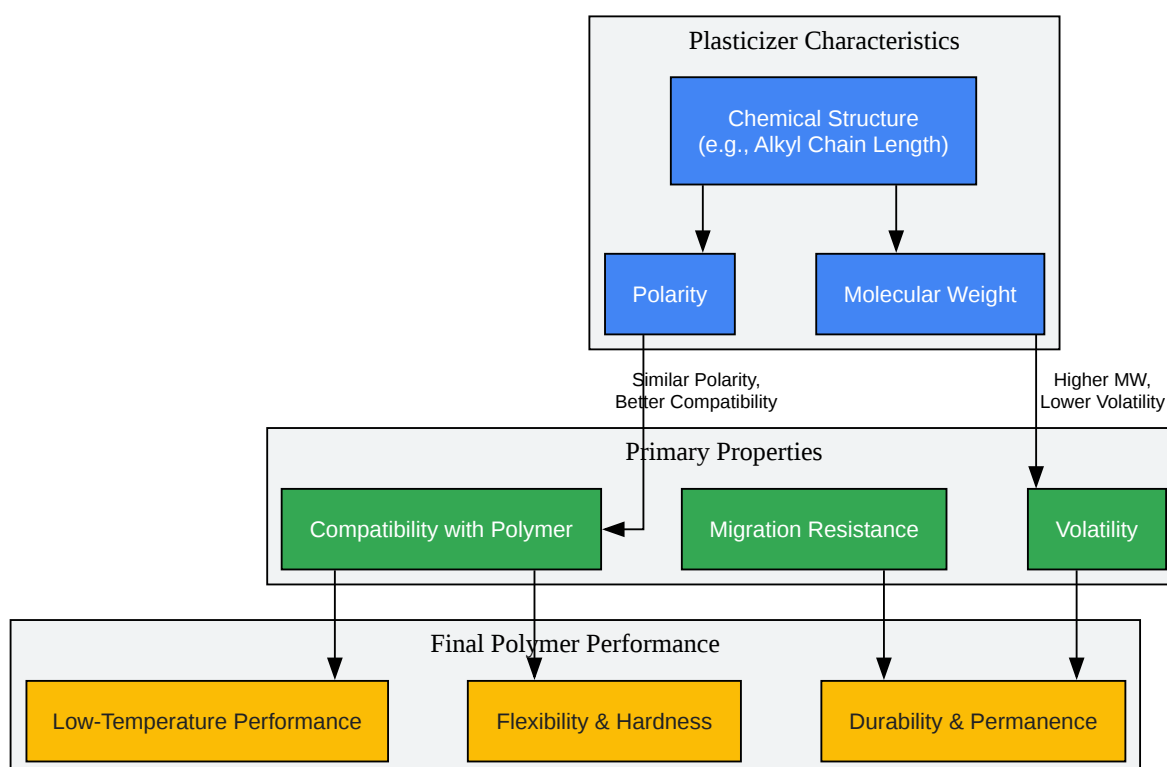 Plasticizer Characteristics
Chemical Structure
(e.g., Alkyl Chain Length)
Polarity
Molecular Weight
Similar Polarity,
Better Compatibility
Higher MW,
Lower Volatility
Primary Properties
Compatibility with Polymer
Migration Resistance
Volatility
Final Polymer Performance
Low-Temperature Performance
Flexibility & Hardness
Durability & Permanence